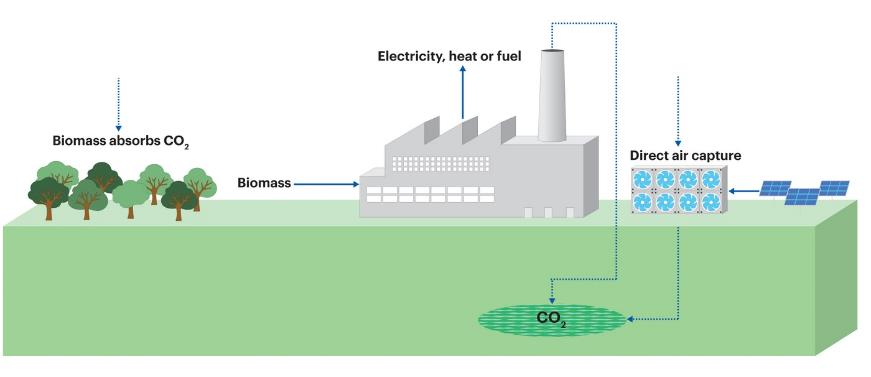 Electricity, heat or fuel
Biomass absorbs CO₂
Biomass
Direct air capture
CO₂